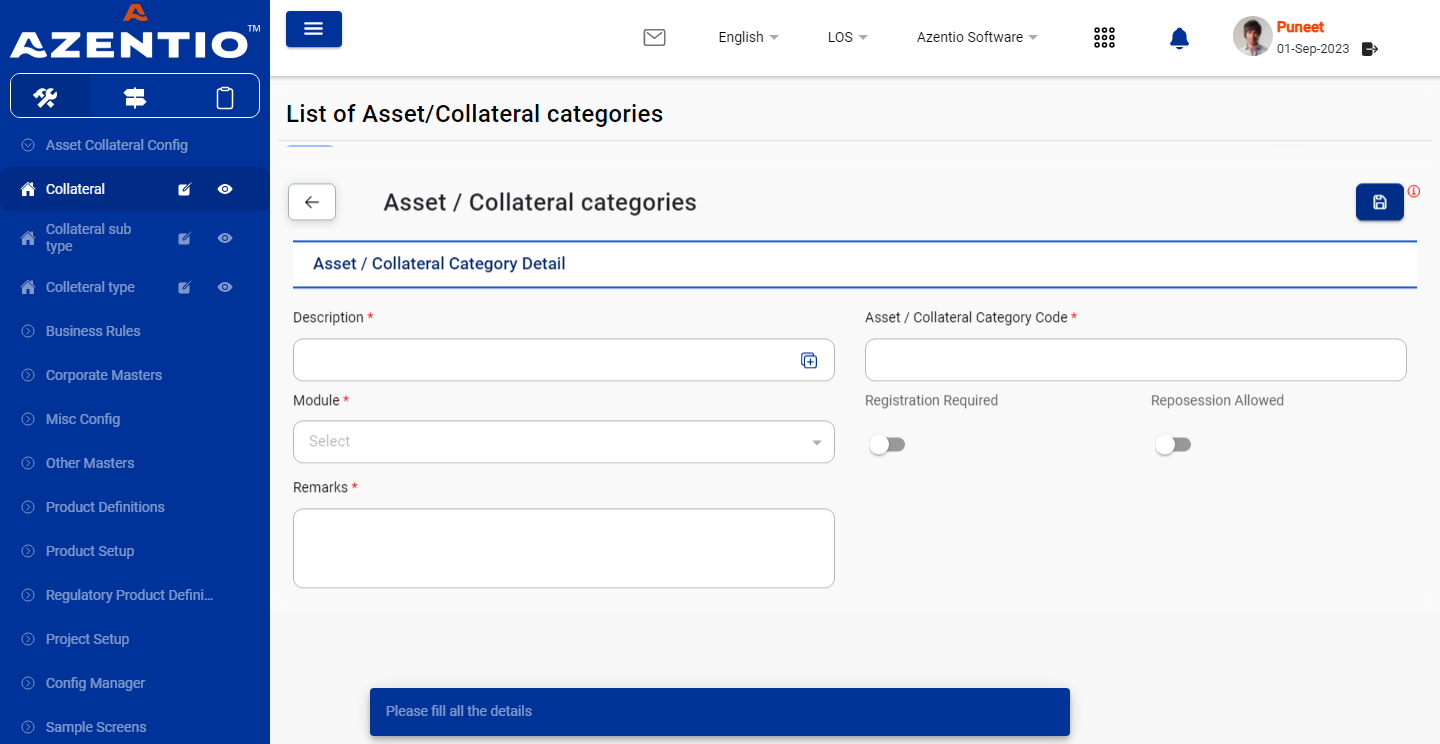 AZENTIO™
Asset Collateral Config
Collateral
Collateral sub
type
Colleteral type
Business Rules
Corporate Masters
Misc Config
Other Masters
Product Definitions
Product Setup
Regulatory Product Defini...
Project Setup
Config Manager
Sample Screens
English
LOS
Azentio Software
Puneet
01-Sep-2023
List of Asset/Collateral categories
Asset / Collateral categories
Asset / Collateral Category Detail
Description *
Asset / Collateral Category Code *
Module *
Registration Required
Reposession Allowed
Select
Remarks *
Please fill all the details